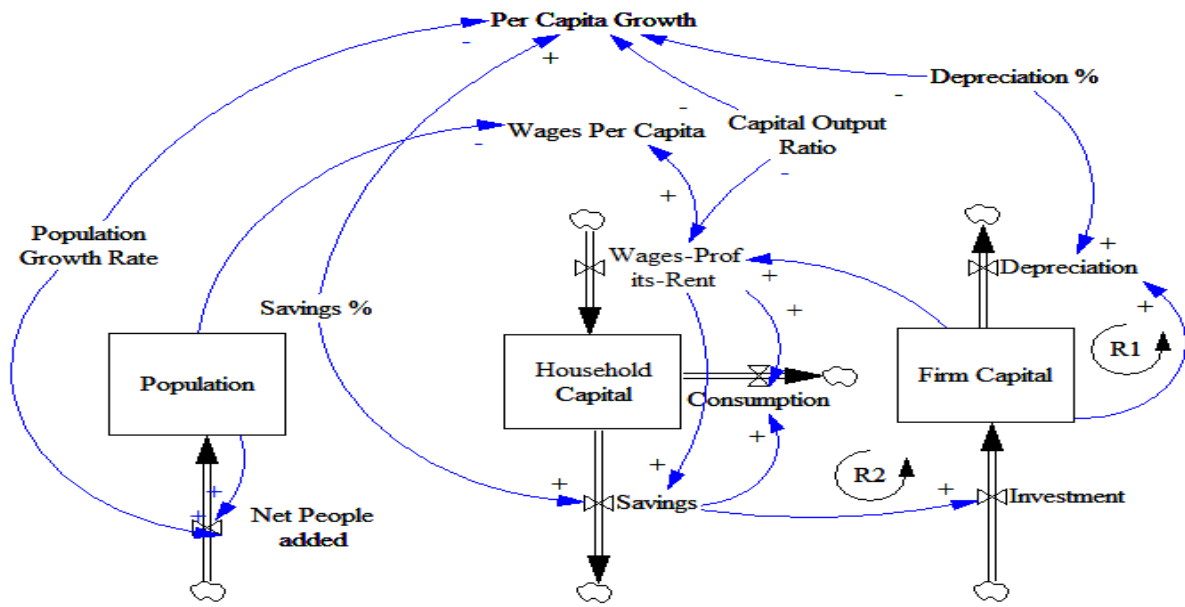 Per Capita Growth
-
+
Depreciation %
-
-
Wages Per Capita
-
Capital Output
Ratio
-
+
Population
Growth Rate
Wages-Prof
its-Rent
+
+
+
Depreciation
+
Savings %
R1
Population
Household
Capital
Firm Capital
Consumption
+
+
R2
+
+
+
+
Savings
Investment
Net People
added